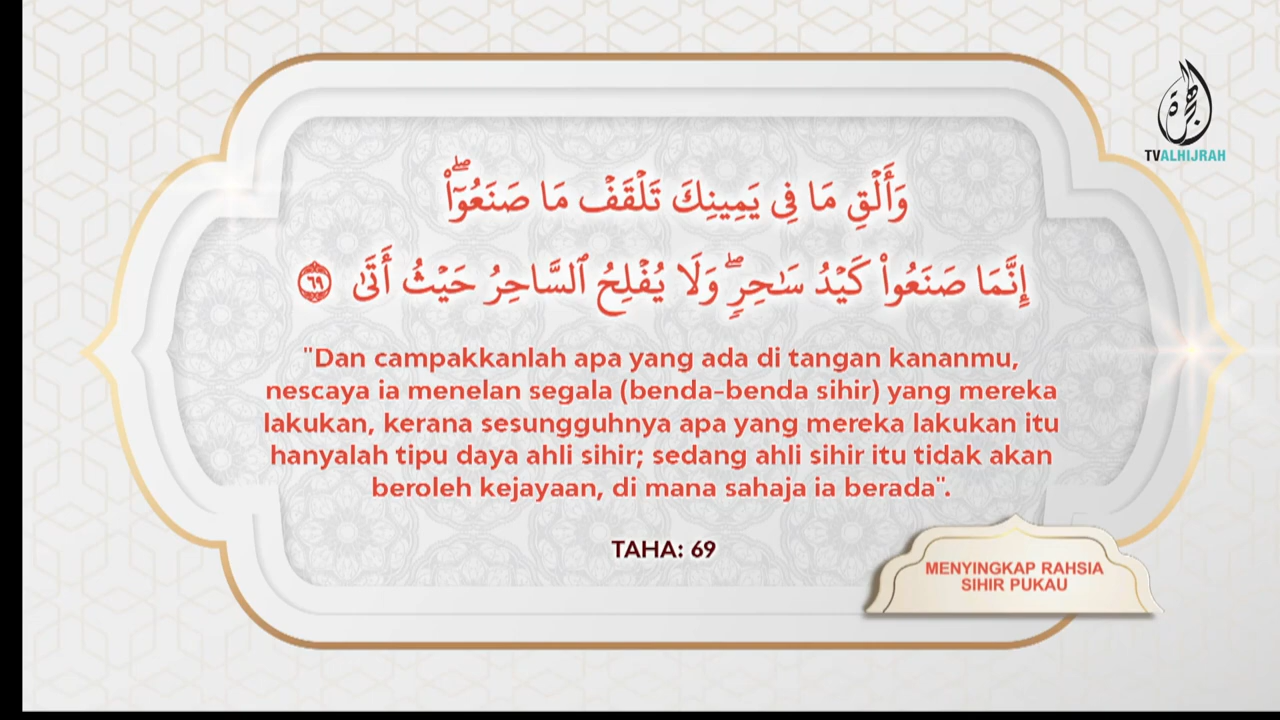 هجرة
TVALHIJRAH
وَأَلْقِ مَا فِى يَمِينِكَ تَلْقَفْ مَا صَنَعُوٓا۟ ۖ
إِنَّمَا صَنَعُوا۟ كَيْدُ سَـٰحِرٍ ۖ وَلَا يُفْلِحُ ٱلسَّاحِرُ حَيْثُ أَتَىٰ ٦٩
"Dan campakkanlah apa yang ada di tangan kananmu,
nescaya ia menelan segala (benda-benda sihir) yang mereka
lakukan, kerana sesungguhnya apa yang mereka lakukan itu
hanyalah tipu daya ahli sihir; sedang ahli sihir itu tidak akan
beroleh kejayaan, di mana sahaja ia berada".
TAHA: 69
MENYINGKAP RAHSIA
SIHIR PUKAU